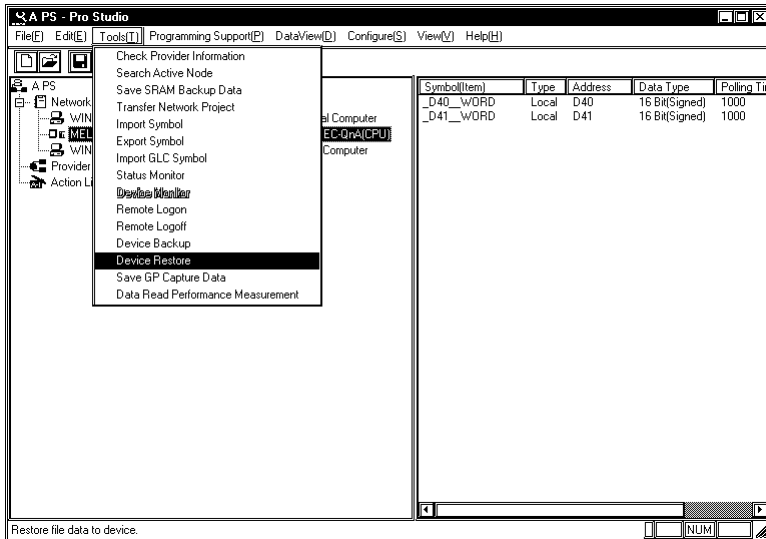 A PS - Pro Studio
File(F) Edit(E) Tools(T) Programming Support(P) DataView(D) Configure(S) View(V) Help(H)
Check Provider Information
Search Active Node
Save SRAM Backup Data
Transfer Network Project
Import Symbol
Export Symbol
Import GLC Symbol
Status Monitor
Device Monitor
Remote Logon
Remote Logoff
Device Backup
Device Restore
Save GP Capture Data
Data Read Performance Measurement
A PS
Network
WIN al Computer
MEL EC-QnA(CPU)
WIN Computer
Provider
Action Li
Symbol(Item) Type Address Data Type Polling Ti
_D40__WORD Local D40 16 Bit(Signed) 1000
_D41__WORD Local D41 16 Bit(Signed) 1000
Restore file data to device. NUM